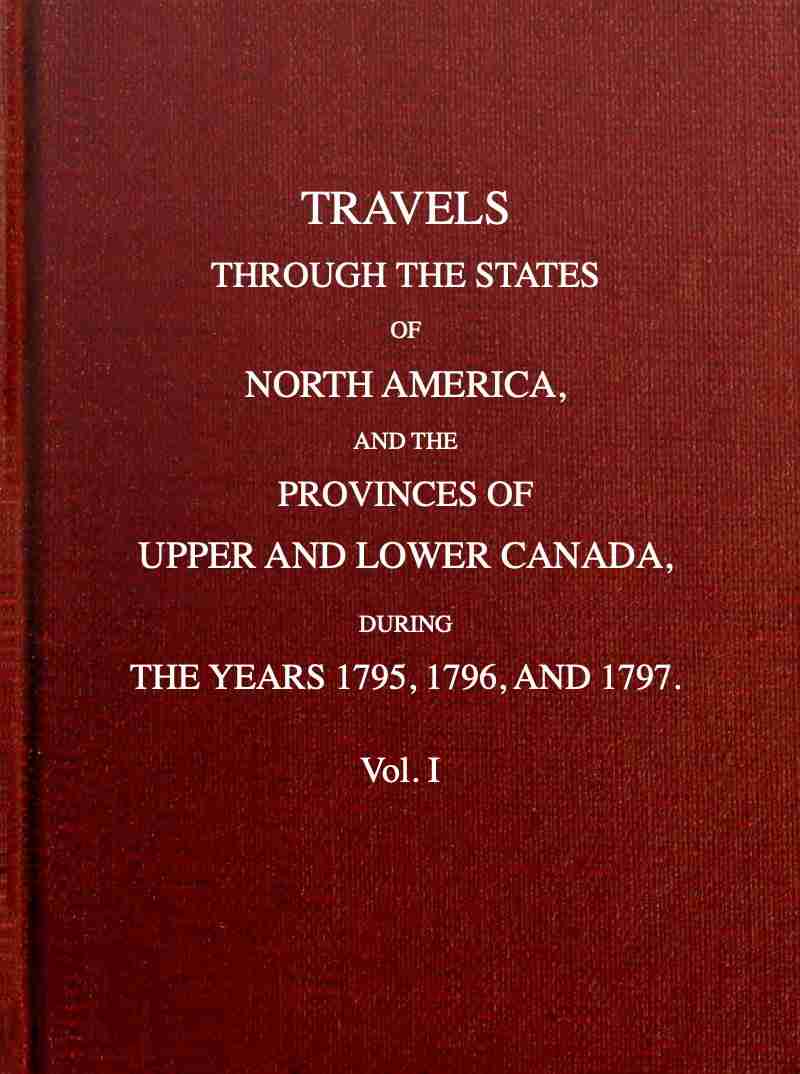 TRAVELS
THROUGH THE STATES
OF
NORTH AMERICA,
AND THE
PROVINCES OF
UPPER AND LOWER CANADA,
DURING
THE YEARS 1795, 1796, AND 1797.
Vol. I